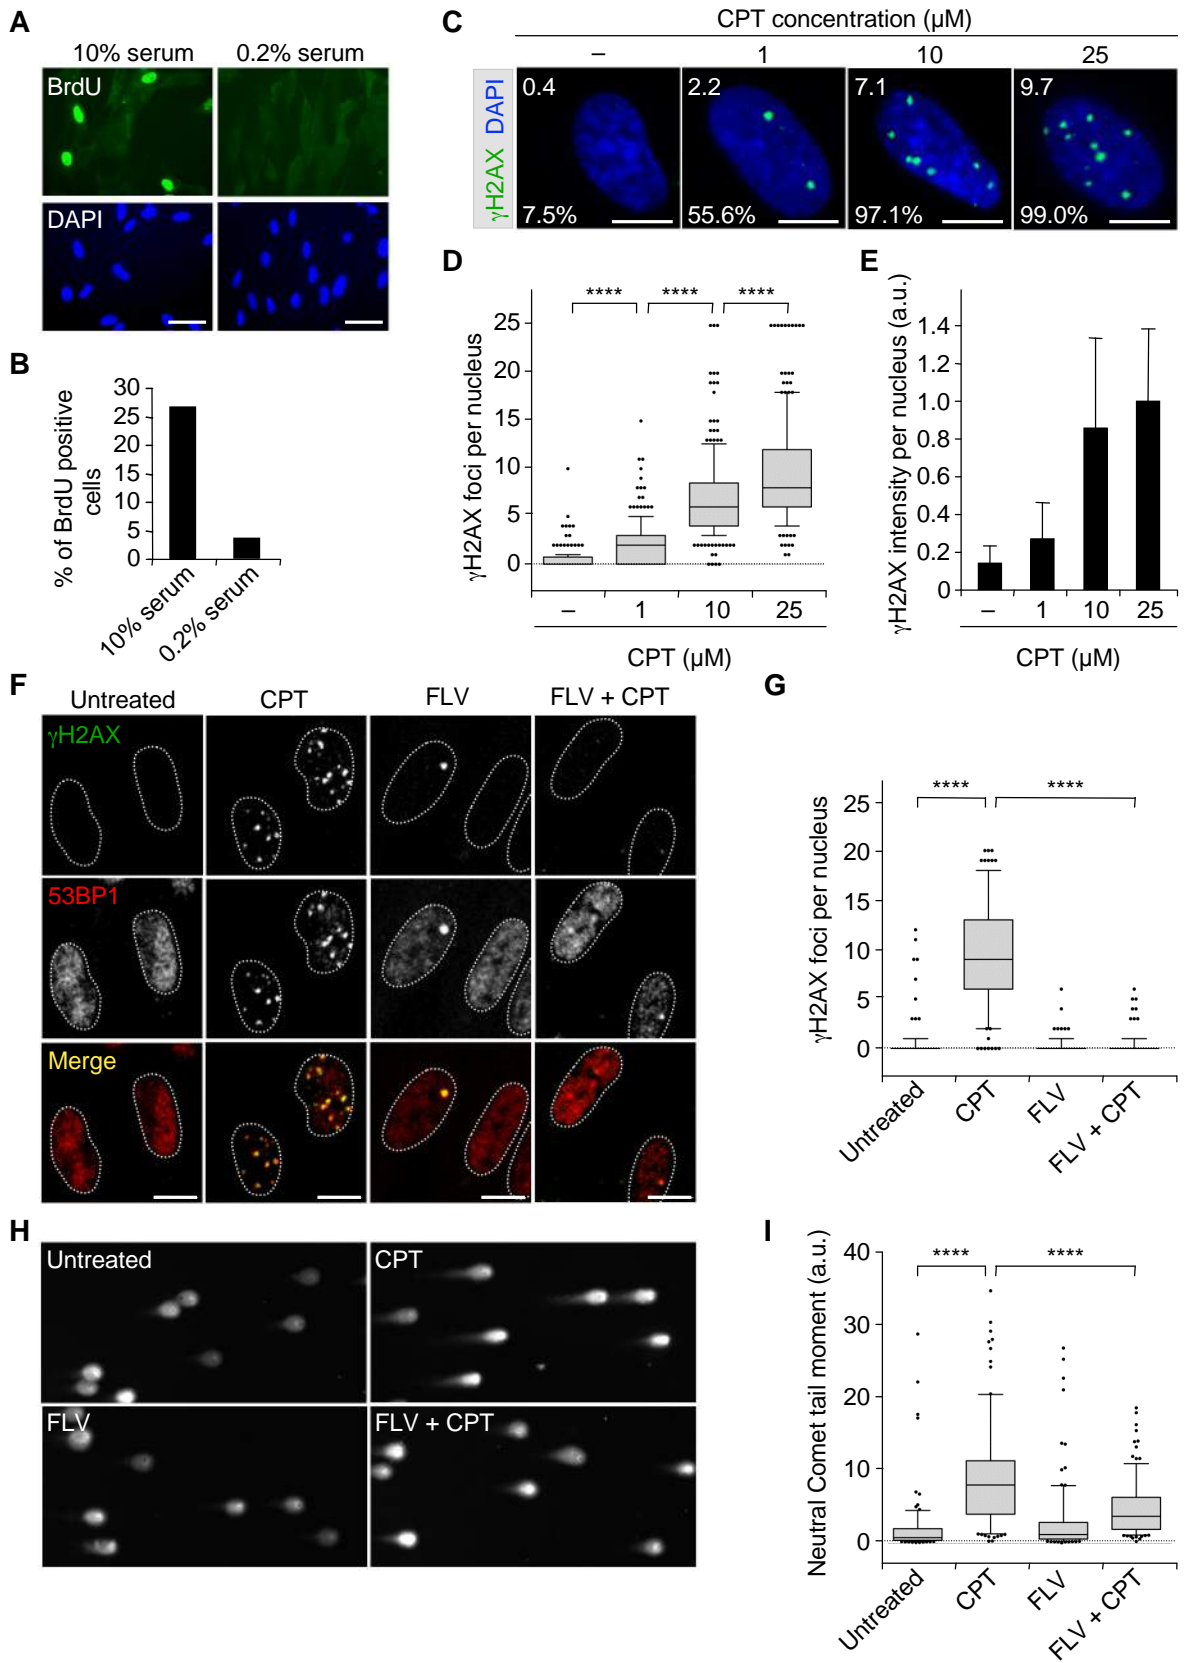 A
10% serum
0.2% serum
BrdU
DAPI
B
% of BrdU positive
cells
30
25
20
15
10
5
0
10% serum
0.2% serum
C
CPT concentration (µM)
–
1
10
25
γH2AX DAPI
0.4
2.2
7.1
9.7
7.5%
55.6%
97.1%
99.0%
D
γH2AX foci per nucleus
****
****
****
25
20
15
10
5
0
–
1
10
25
CPT (µM)
E
γH2AX intensity per nucleus (a.u.)
1.4
1.2
1.0
0.8
0.6
0.4
0.2
0
–
1
10
25
CPT (µM)
F
Untreated
CPT
FLV
FLV + CPT
γH2AX
53BP1
Merge
G
γH2AX foci per nucleus
****
****
25
20
15
10
5
0
Untreated
CPT
FLV
FLV + CPT
H
Untreated
CPT
FLV
FLV + CPT
I
Neutral Comet tail moment (a.u.)
****
****
40
30
20
10
0
Untreated
CPT
FLV
FLV + CPT